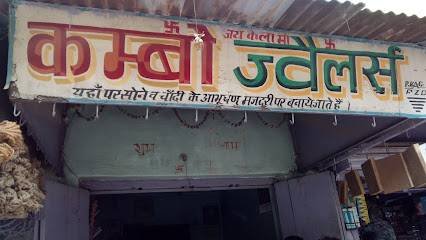 जय केला माँ
कम्बो ज्वैलर्स
यहाँ पर सोने व चाँदी के आभूषण मजदूरी पर बनाये जाते हैं
शुभ लाभ